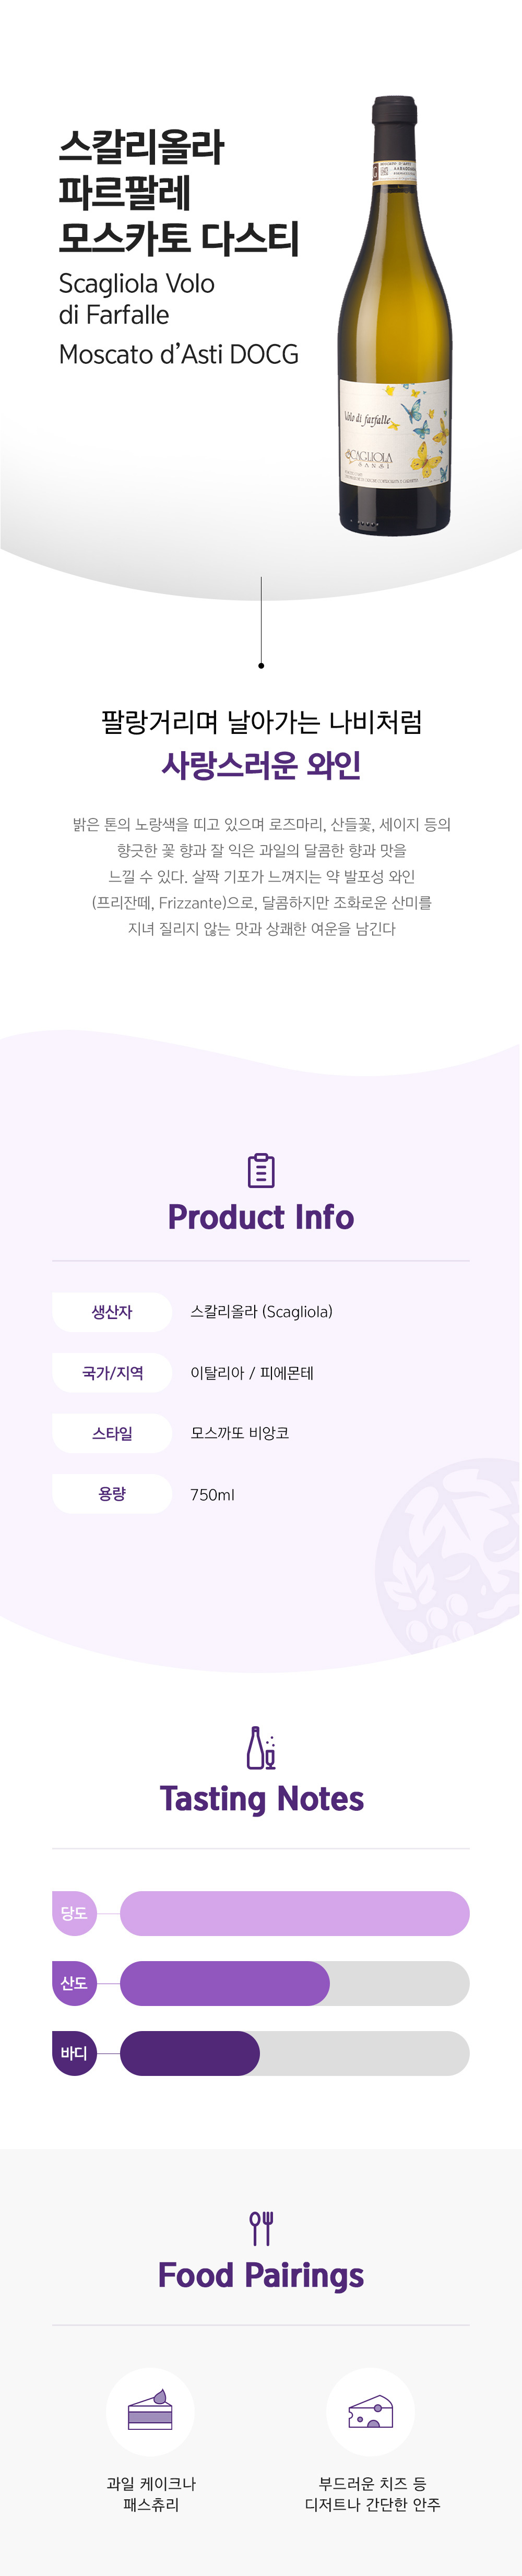 스칼리올라
파르팔레
모스카토 다스티
Scagliola Volo
di Farfalle
Moscato d’Asti DOCG
Volo di farfalle
SCAGLIOLA
SANSÌ
팔랑거리며 날아가는 나비처럼
사랑스러운 와인
밝은 톤의 노랑색을 띠고 있으며 로즈마리, 산들꽃, 세이지 등의
향긋한 꽃 향과 잘 익은 과일의 달콤한 향과 맛을
느낄 수 있다. 살짝 기포가 느껴지는 약 발포성 와인
(프리잔떼, Frizzante)으로, 달콤하지만 조화로운 산미를
지녀 질리지 않는 맛과 상쾌한 여운을 남긴다
Product Info
생산자 스칼리올라 (Scagliola)
국가/지역 이탈리아 / 피에몬테
스타일 모스까또 비앙코
용량 750ml
Tasting Notes
당도
산도
바디
Food Pairings
과일 케이크나
패스츄리
부드러운 치즈 등
디저트나 간단한 안주